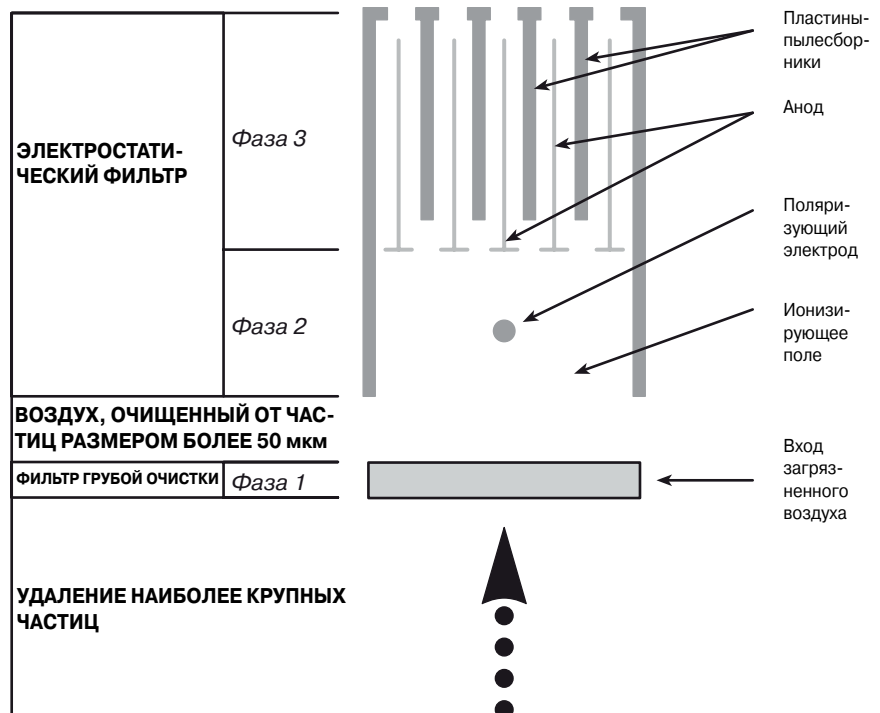 ЭЛЕКТРОСТАТИ-
ЧЕСКИЙ ФИЛЬТР
Фаза 3
Фаза 2
ВОЗДУХ, ОЧИЩЕННЫЙ ОТ ЧАС-
ТИЦ РАЗМЕРОМ БОЛЕЕ 50 мкм
ФИЛЬТР ГРУБОЙ ОЧИСТКИ
Фаза 1
УДАЛЕНИЕ НАИБОЛЕЕ КРУПНЫХ
ЧАСТИЦ
Пластины-
пылесбор-
ники
Анод
Поляри-
зующий
электрод
Ионизи-
рующее
поле
Вход
загряз-
ненного
воздуха